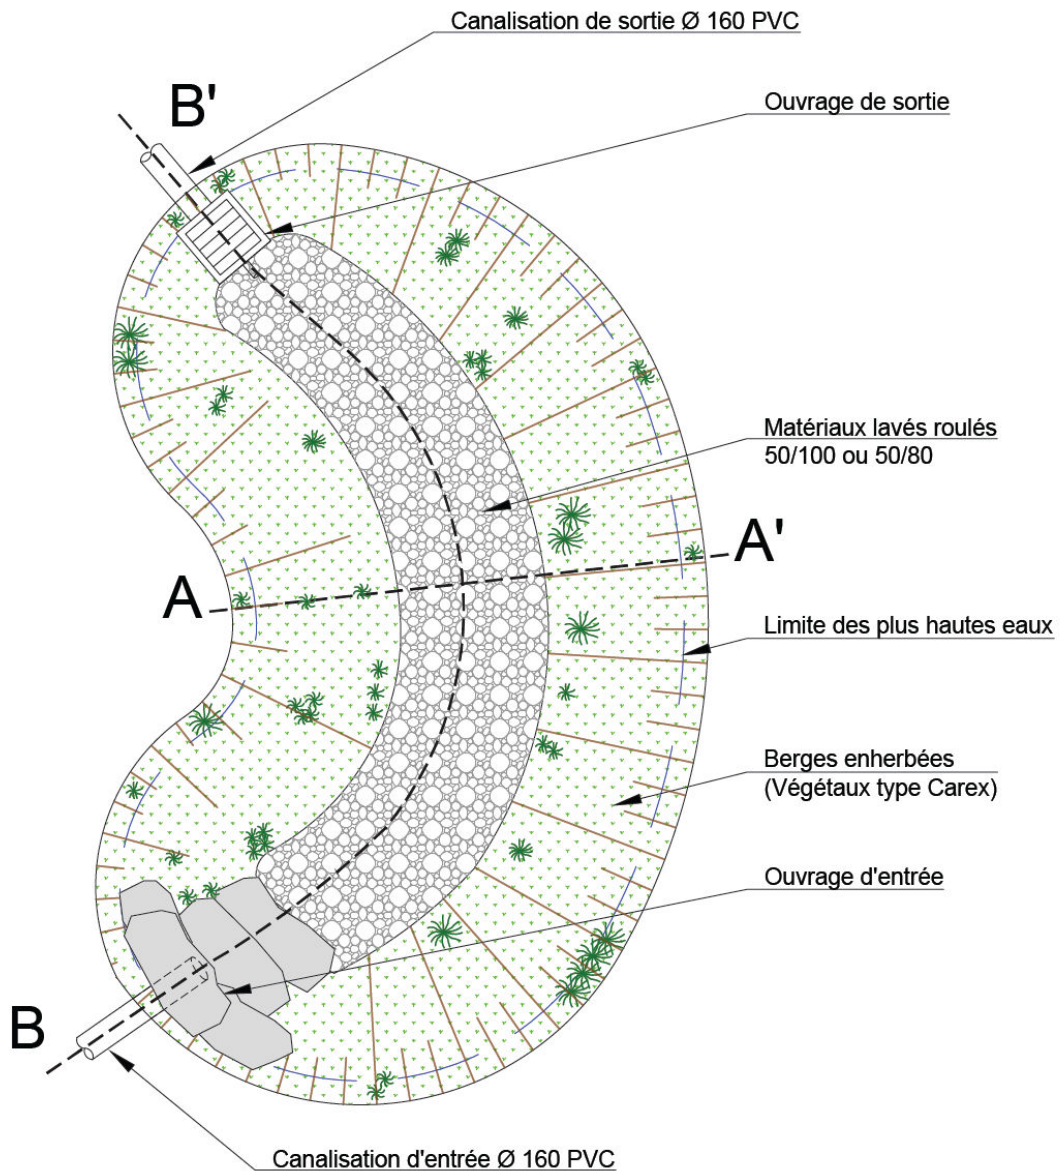 Canalisation de sortie Ø 160 PVC
B'
Ouvrage de sortie
Matériaux lavés roulés
50/100 ou 50/80
A'
A
Limite des plus hautes eaux
Berges enherbées
(Végétaux type Carex)
Ouvrage d'entrée
B
Canalisation d'entrée Ø 160 PVC